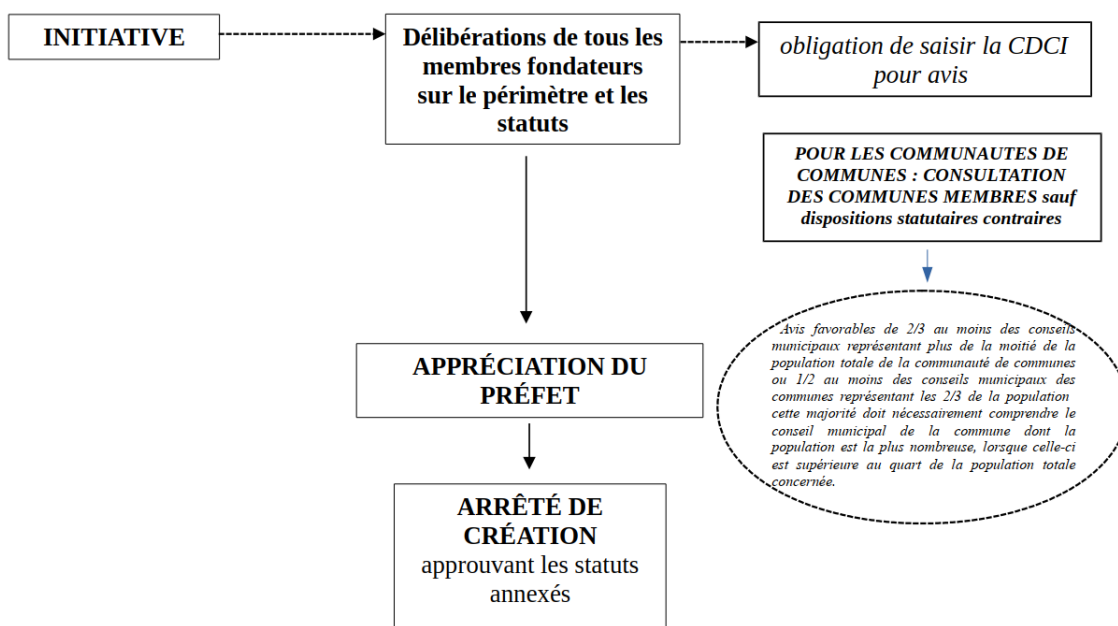 INITIATIVE
Délibérations de tous les
membres fondateurs
sur le périmètre et les
statuts
obligation de saisir la CDCI
pour avis
POUR LES COMMUNAUTES DE
COMMUNES : CONSULTATION
DES COMMUNES MEMBRES sauf
dispositions statutaires contraires
Avis favorables de 2/3 au moins des conseils
municipaux représentant plus de la moitié de la
population totale de la communauté de communes
ou 1/2 au moins des conseils municipaux des
communes représentant les 2/3 de la population
cette majorité doit nécessairement comprendre le
conseil municipal de la commune dont la
population est la plus nombreuse, lorsque celle-ci
est supérieure au quart de la population totale
concernée.
APPRÉCIATION DU
PRÉFET
ARRÊTÉ DE
CRÉATION
approuvant les statuts
annexés